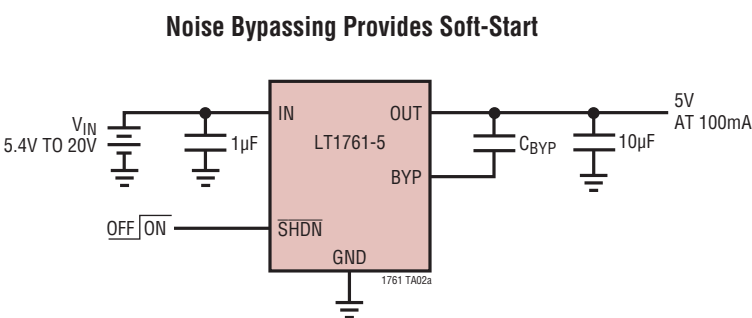 Noise Bypassing Provides Soft-Start
VIN
5.4V TO 20V
1µF
IN
OUT
LT1761-5
BYP
SHDN
GND
CBYP
10µF
5V
AT 100mA
OFF ON
1761 TA02a